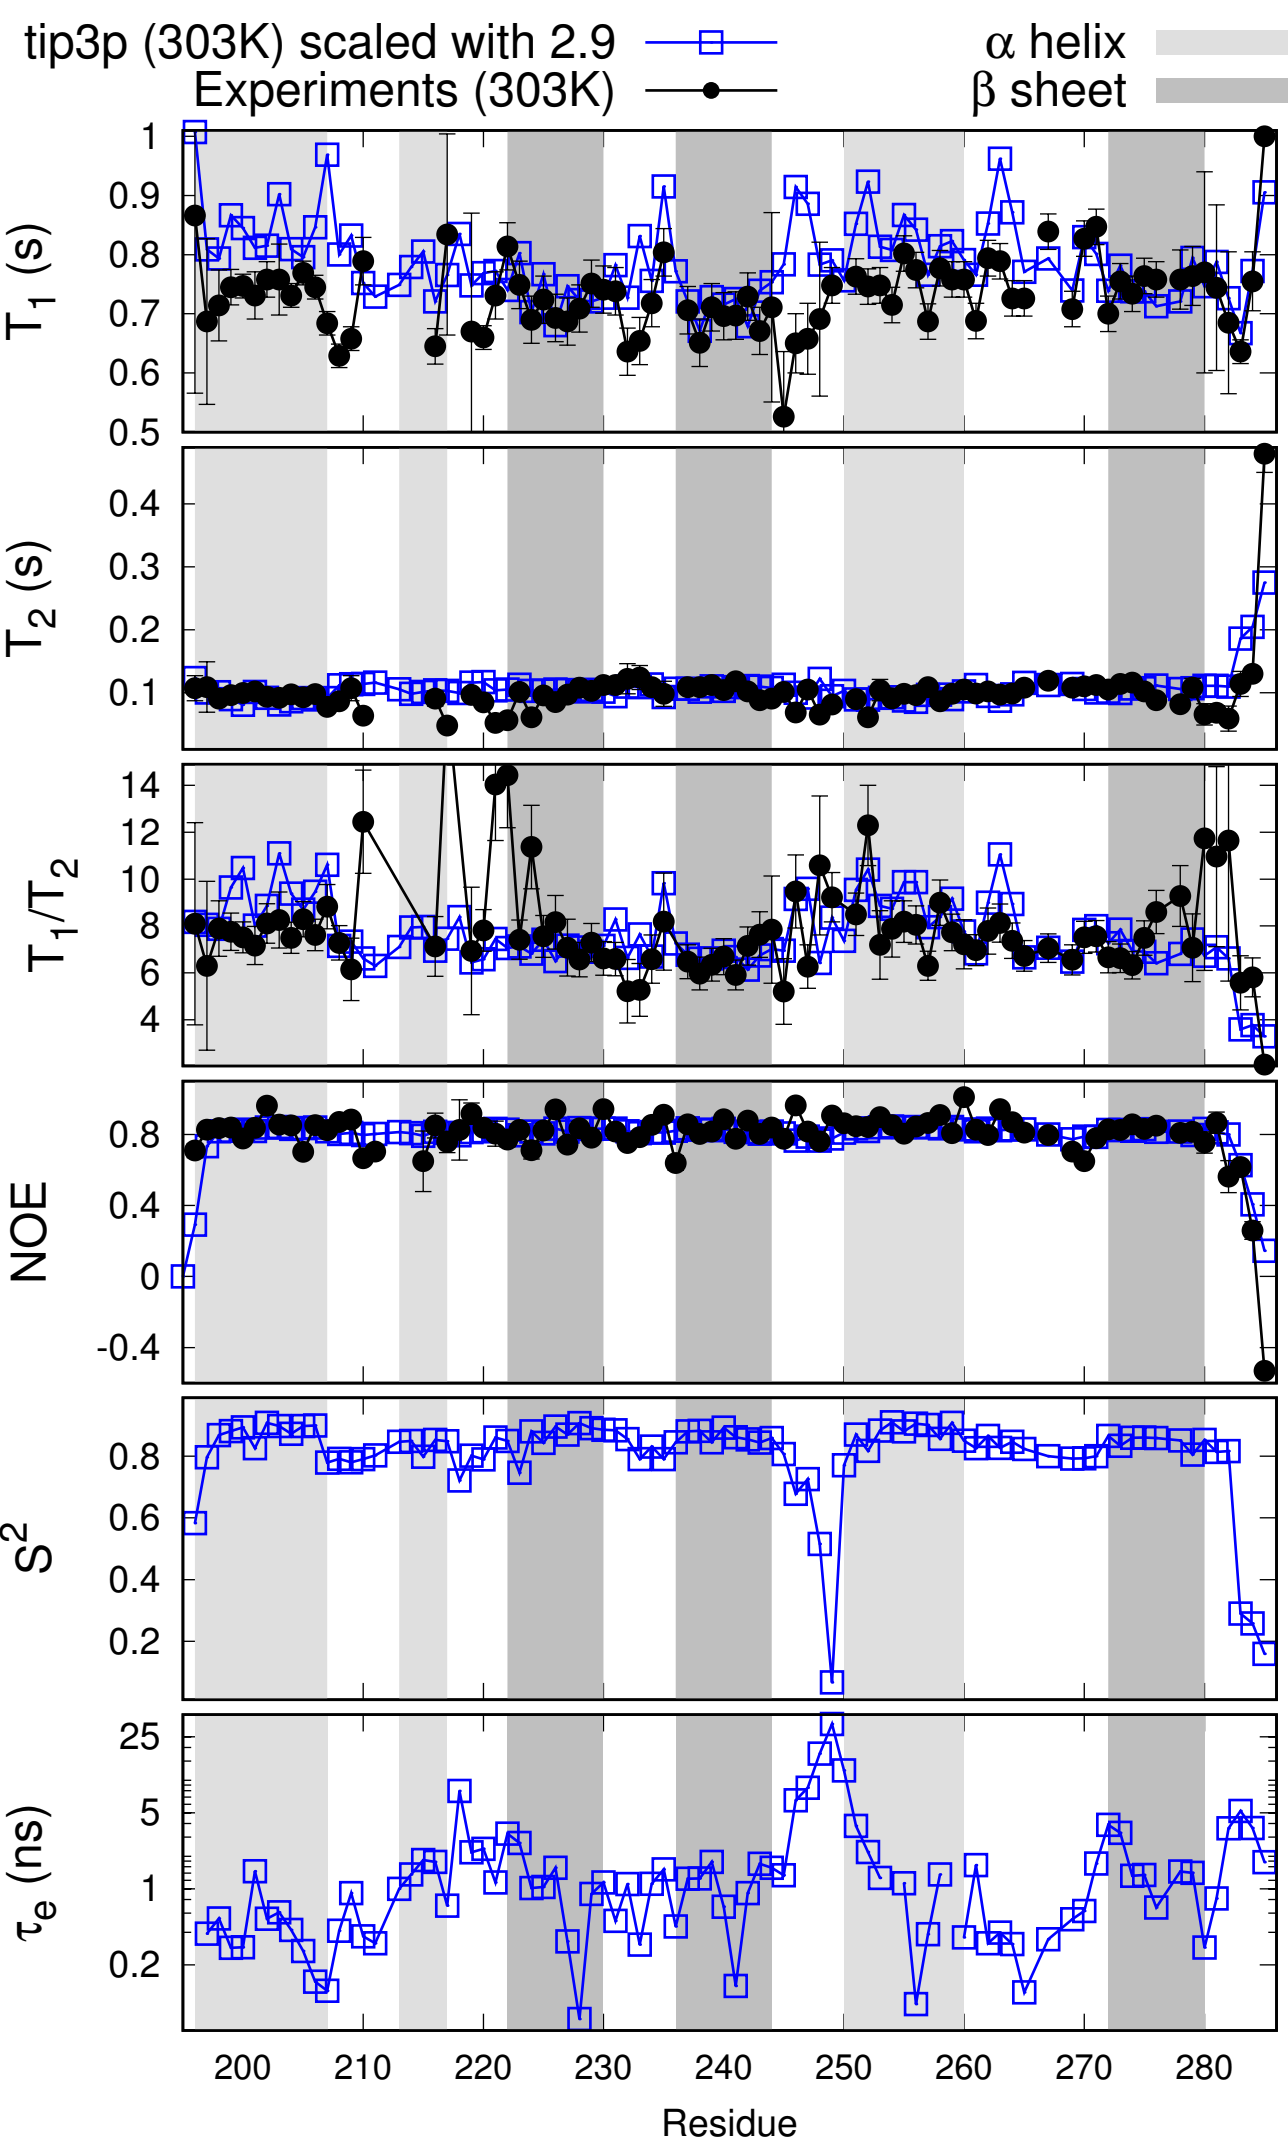 tip3p (303K) scaled with 2.9
α helix
Experiments (303K)
β sheet
T1 (s)
1
0.9
0.8
0.7
0.6
0.5
T2 (s)
0.4
0.3
0.2
0.1
T1/T2
14
12
10
8
6
4
NOE
0.8
0.4
0
-0.4
S2
0.8
0.6
0.4
0.2
τe (ns)
25
5
1
0.2
200 210 220 230 240 250 260 270 280
Residue